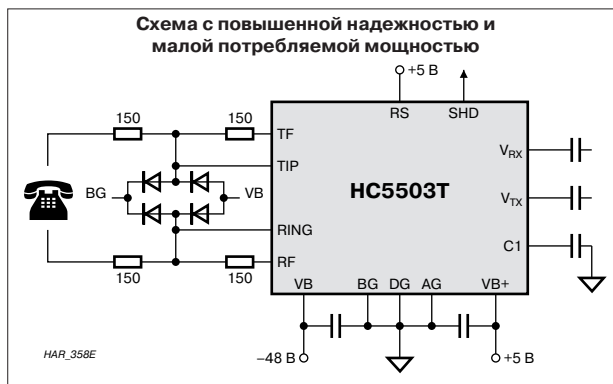 Схема с повышенной надежностью и
малой потребляемой мощностью
+5 В
150
150
RS
SHD
TF
TIP
V_RX
BG
VB
HC5503T
V_TX
RING
C1
RF
150
150
VB
BG
DG
AG
VB+
HAR_358E
–48 В
+5 В